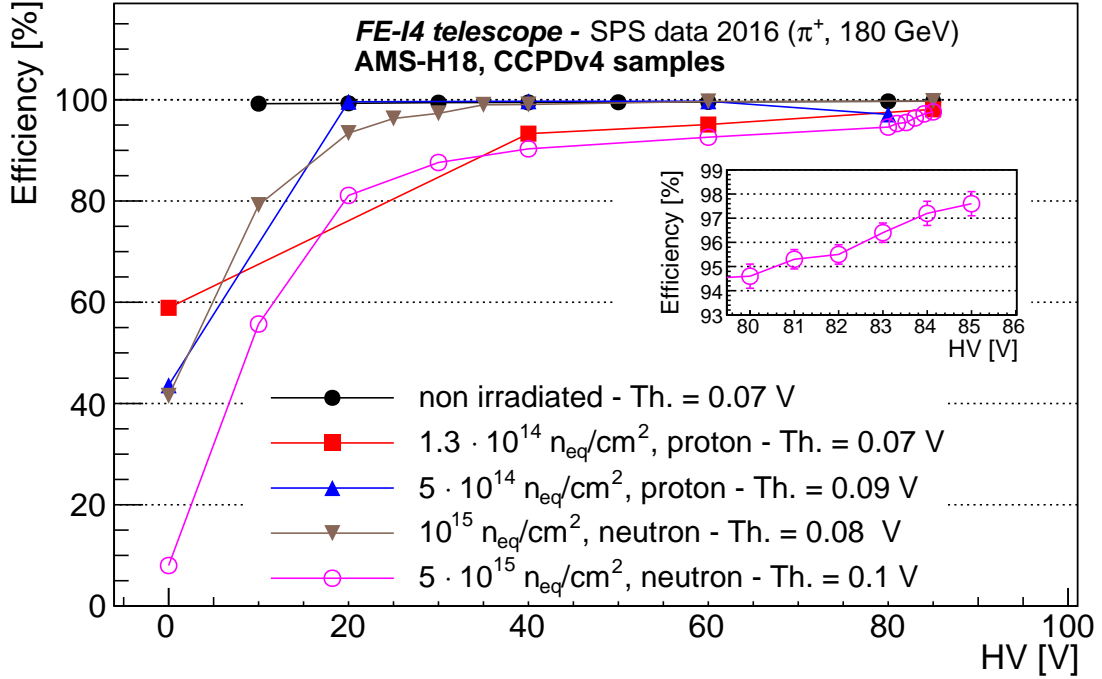 FE-I4 telescope - SPS data 2016 (π⁺, 180 GeV)
AMS-H18, CCPDv4 samples
Efficiency [%]
100
80
60
40
20
0
Efficiency [%]
99
98
97
96
95
94
93
80 81 82 83 84 85 86
HV [V]
non irradiated - Th. = 0.07 V
1.3 · 10¹⁴ n_eq/cm², proton - Th. = 0.07 V
5 · 10¹⁴ n_eq/cm², proton - Th. = 0.09 V
10¹⁵ n_eq/cm², neutron - Th. = 0.08 V
5 · 10¹⁵ n_eq/cm², neutron - Th. = 0.1 V
0 20 40 60 80 100
HV [V]